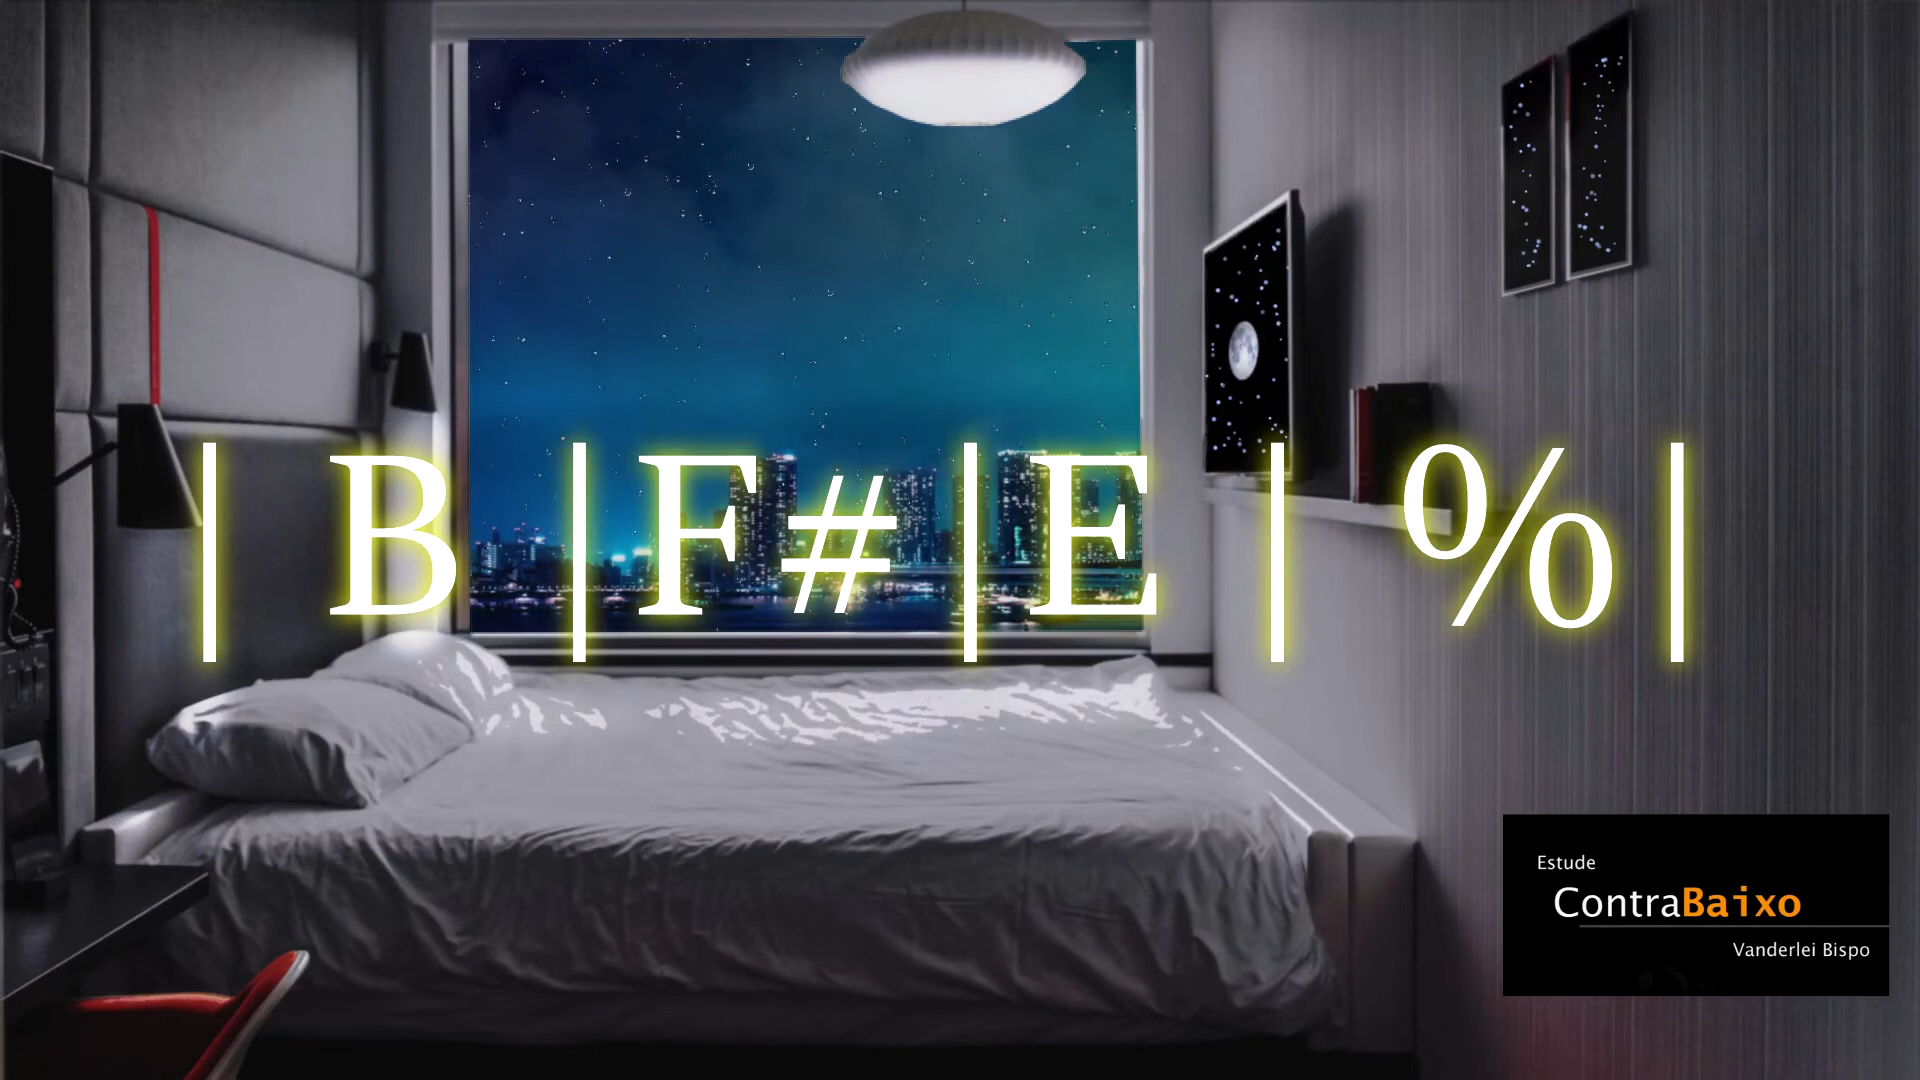 | B | F# | E | % |
Estude
ContraBaixo
Vanderlei Bispo